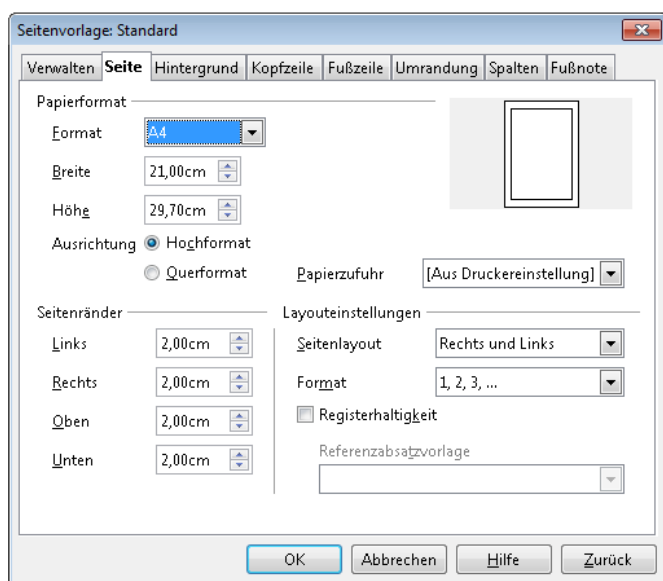 Seitenvorlage: Standard
Verwalten Seite Hintergrund Kopfzeile Fußzeile Umrandung Spalten Fußnote
Papierformat
Format A4
Breite 21,00cm
Höhe 29,70cm
Ausrichtung Hochformat
Querformat Papierzufuhr [Aus Druckereinstellung]
Seitenränder Layouteinstellungen
Links 2,00cm Seitenlayout Rechts und Links
Rechts 2,00cm Format 1, 2, 3, ...
Oben 2,00cm Registerhaltigkeit
Unten 2,00cm Referenzabsatzvorlage
OK Abbrechen Hilfe Zurück